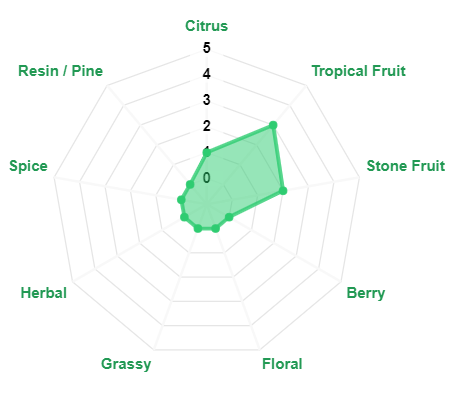 Citrus
5
4
3
2
1
0
Resin / Pine
Tropical Fruit
Spice
Stone Fruit
Herbal
Berry
Grassy
Floral